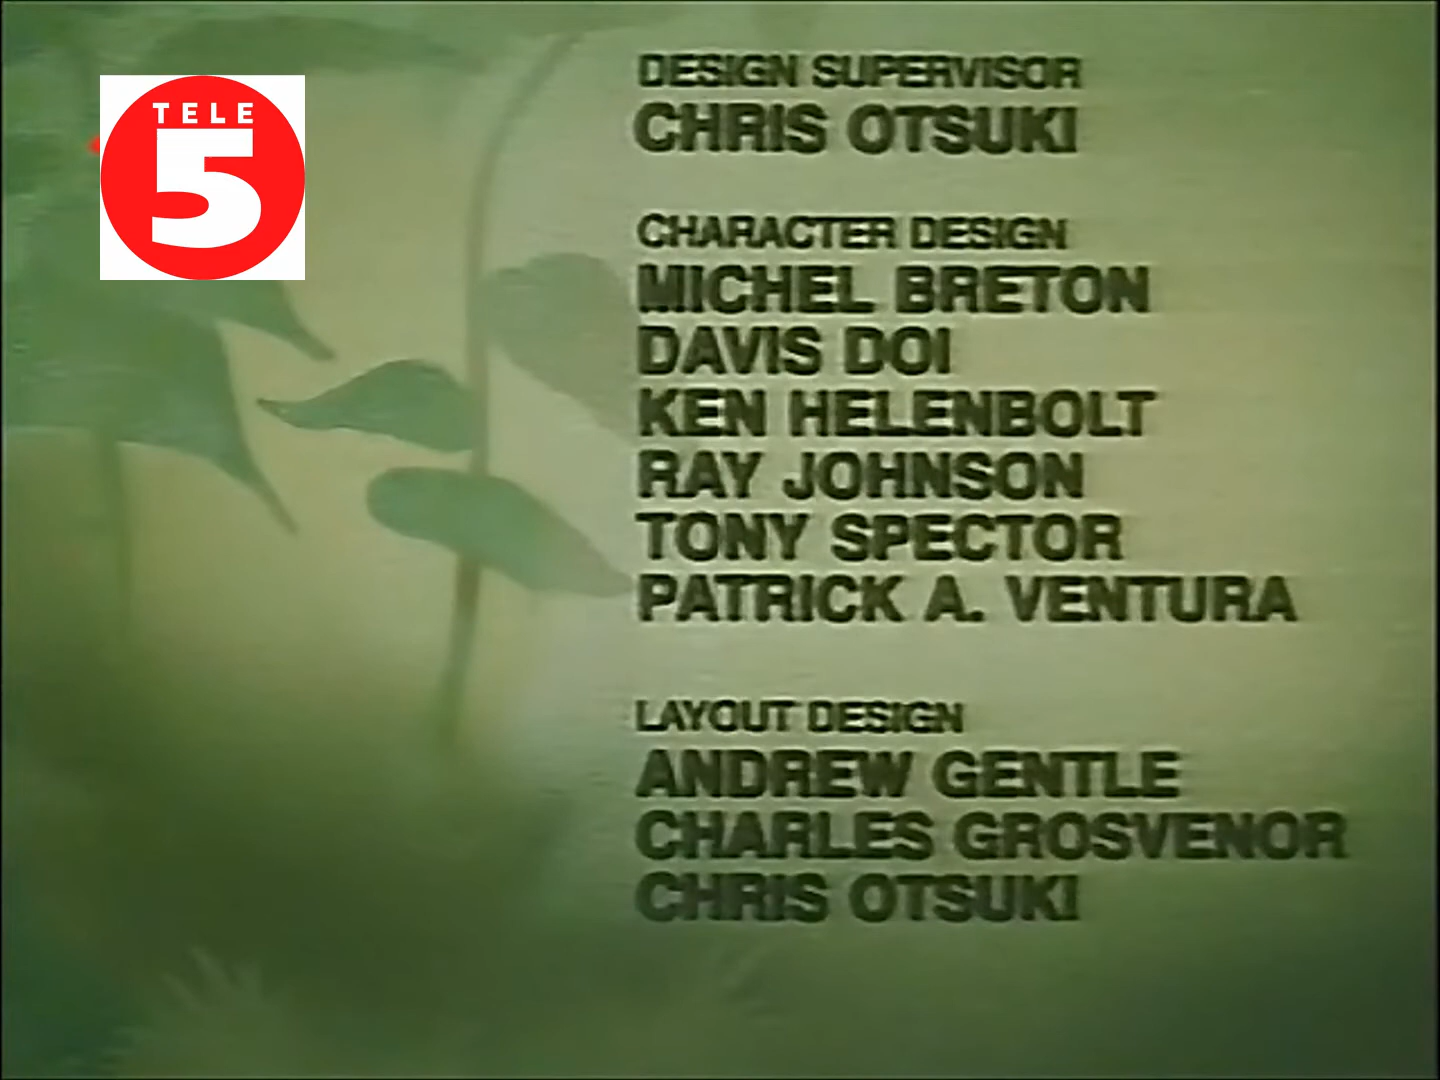 TELE
5
DESIGN SUPERVISOR
CHRIS OTSUKI
CHARACTER DESIGN
MICHEL BRETON
DAVIS DOI
KEN HELENBOLT
RAY JOHNSON
TONY SPECTOR
PATRICK A. VENTURA
LAYOUT DESIGN
ANDREW GENTLE
CHARLES GROSVENOR
CHRIS OTSUKI